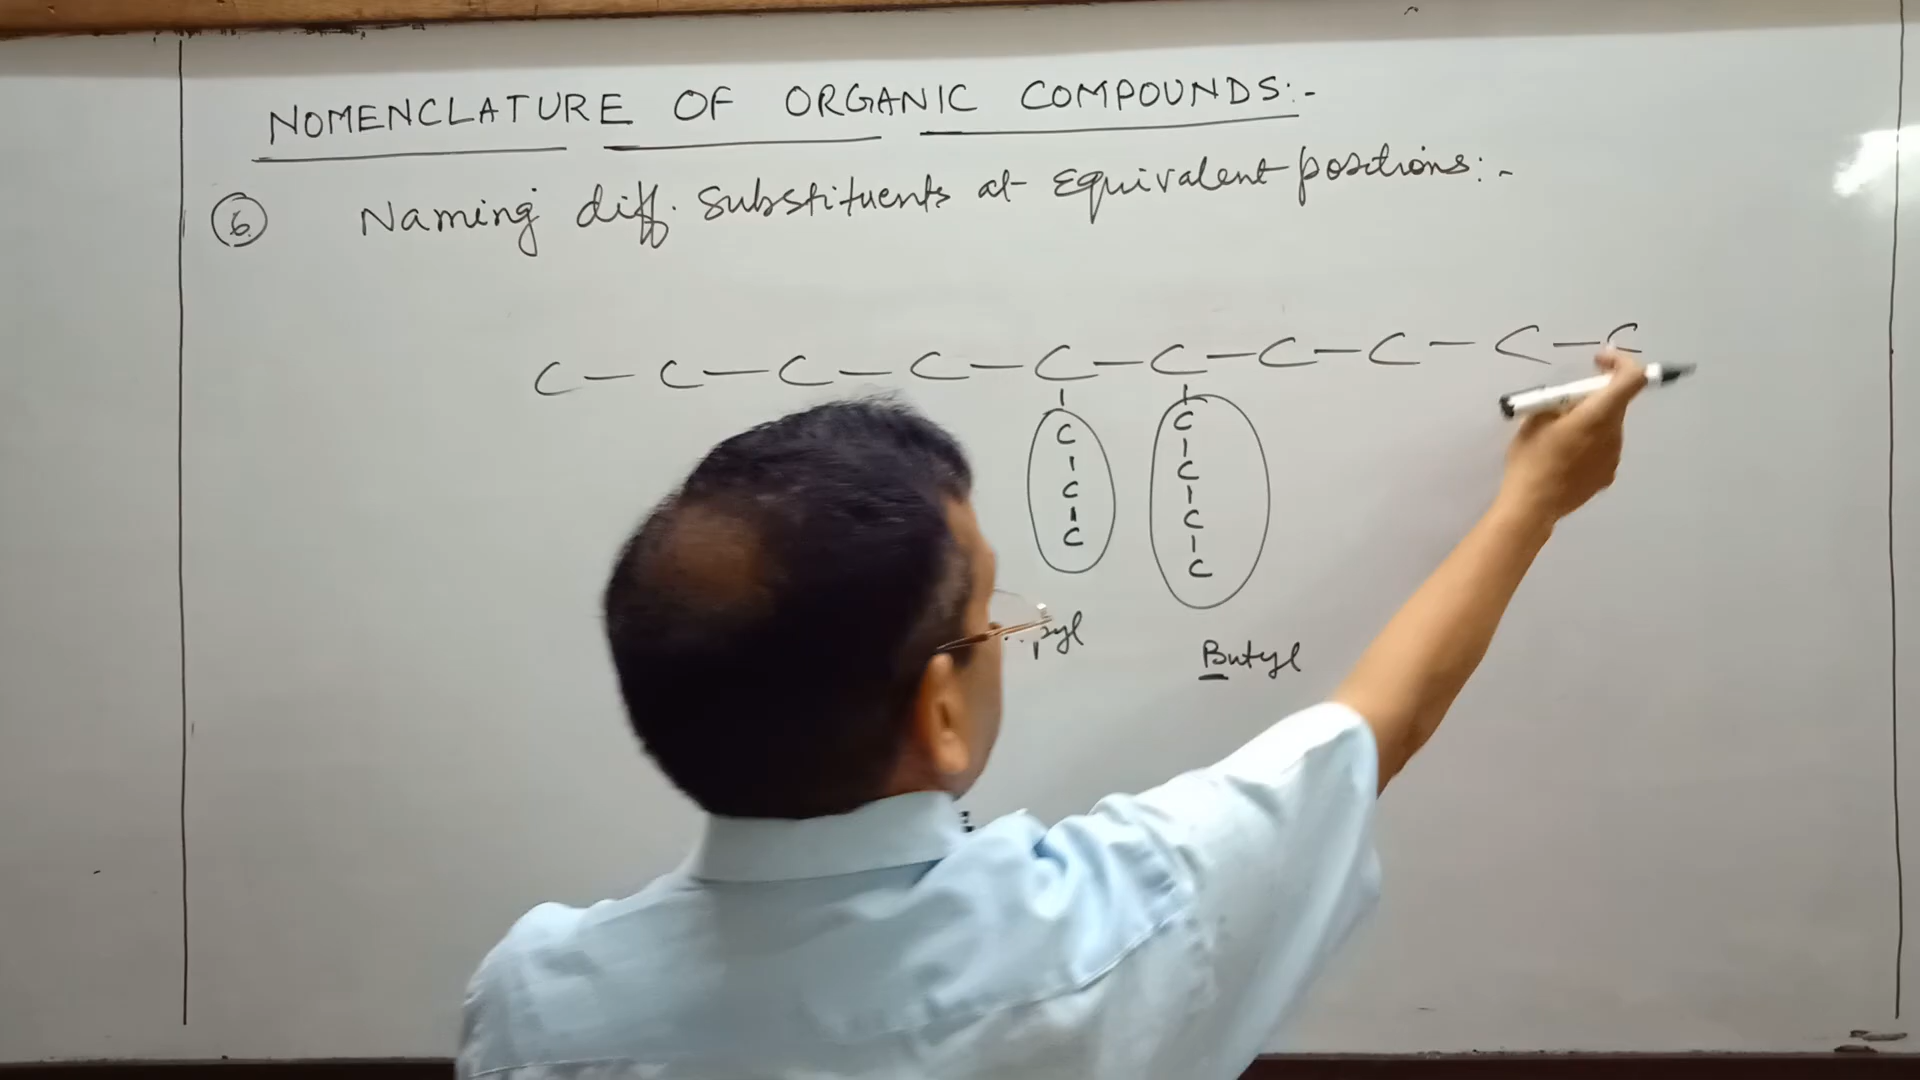 NOMENCLATURE OF ORGANIC COMPOUNDS:-
6 Naming diff. substituents at equivalent positions:-
C-C-C-C-C-C-C-C-C-C
C C
C C
C C
C
Butyl